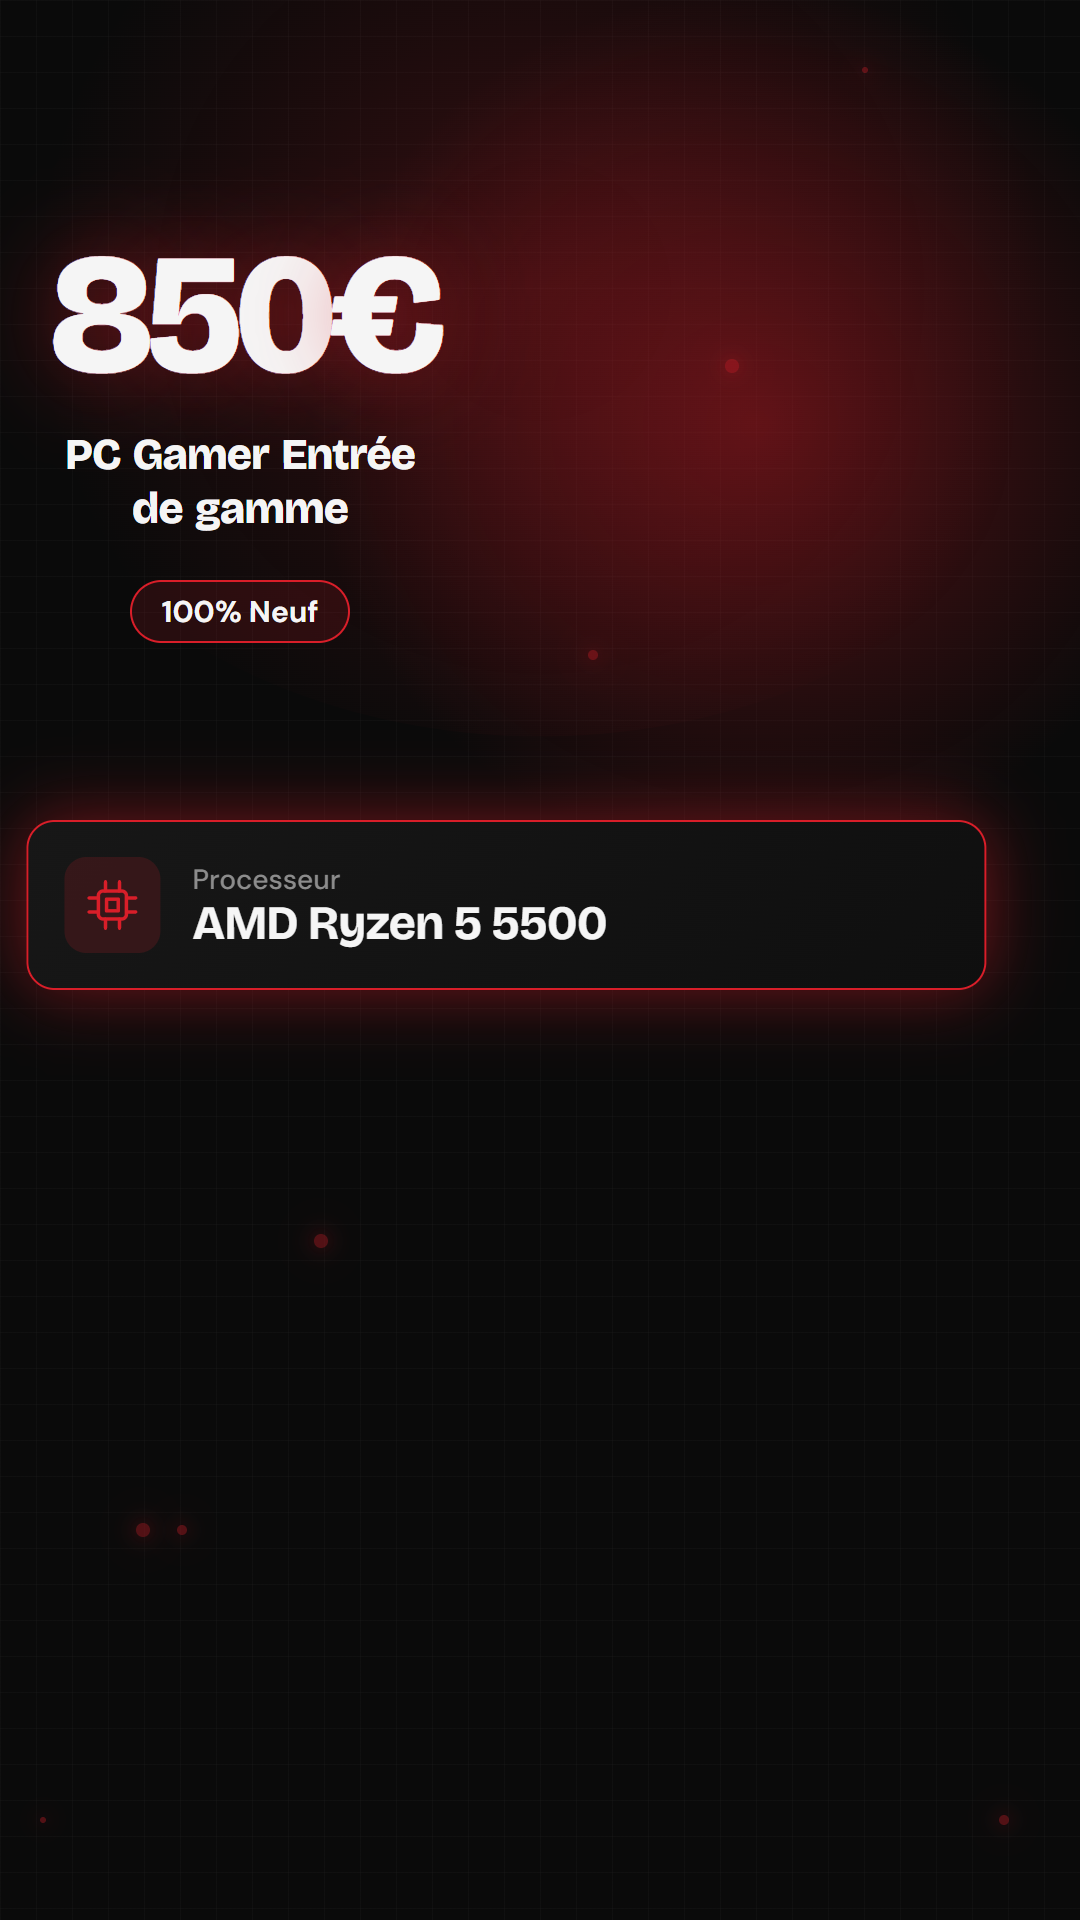 850€
PC Gamer Entrée
de gamme
100% Neuf
Processeur
AMD Ryzen 5 5500